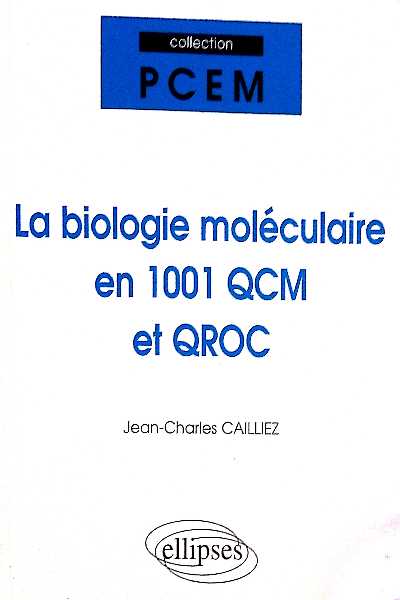 collection
PCEM
La biologie moléculaire
en 1001 QCM
et QROC
Jean-Charles CAILLIEZ
ellipses